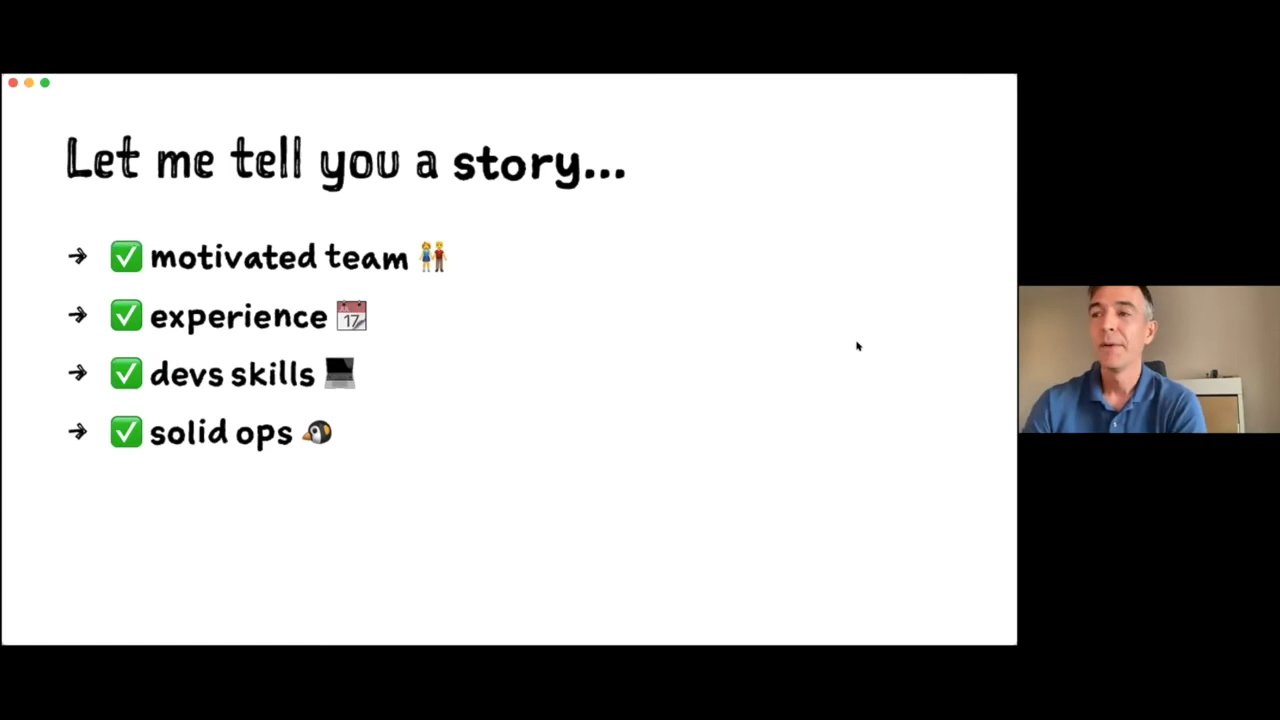 Let me tell you a story...
→ ✅ motivated team 👫
→ ✅ experience 📆
→ ✅ devs skills 💻
→ ✅ solid ops 🐧